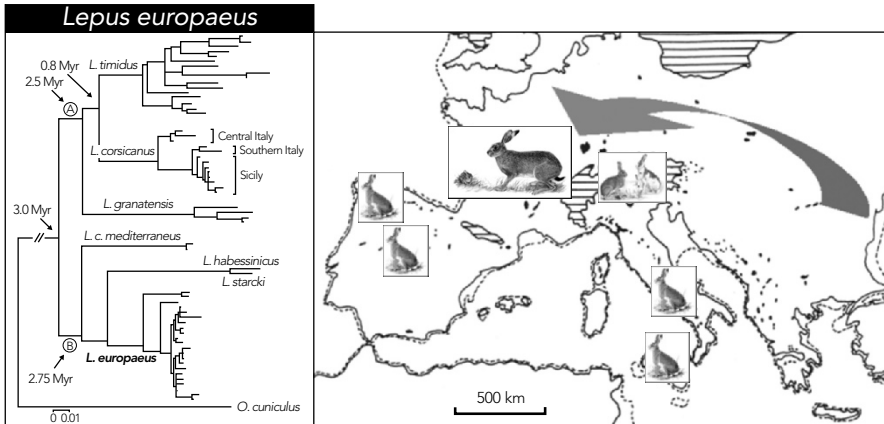 Lepus europaeus
0.8 Myr
2.5 Myr
L. timidus
A
Central Italy
L. corsicanus
Southern Italy
Sicily
L. granatensis
3.0 Myr
L. c. mediterraneus
L. habessinicus
L. starcki
B
L. europaeus
2.75 Myr
O. cuniculus
0 0.01
500 km